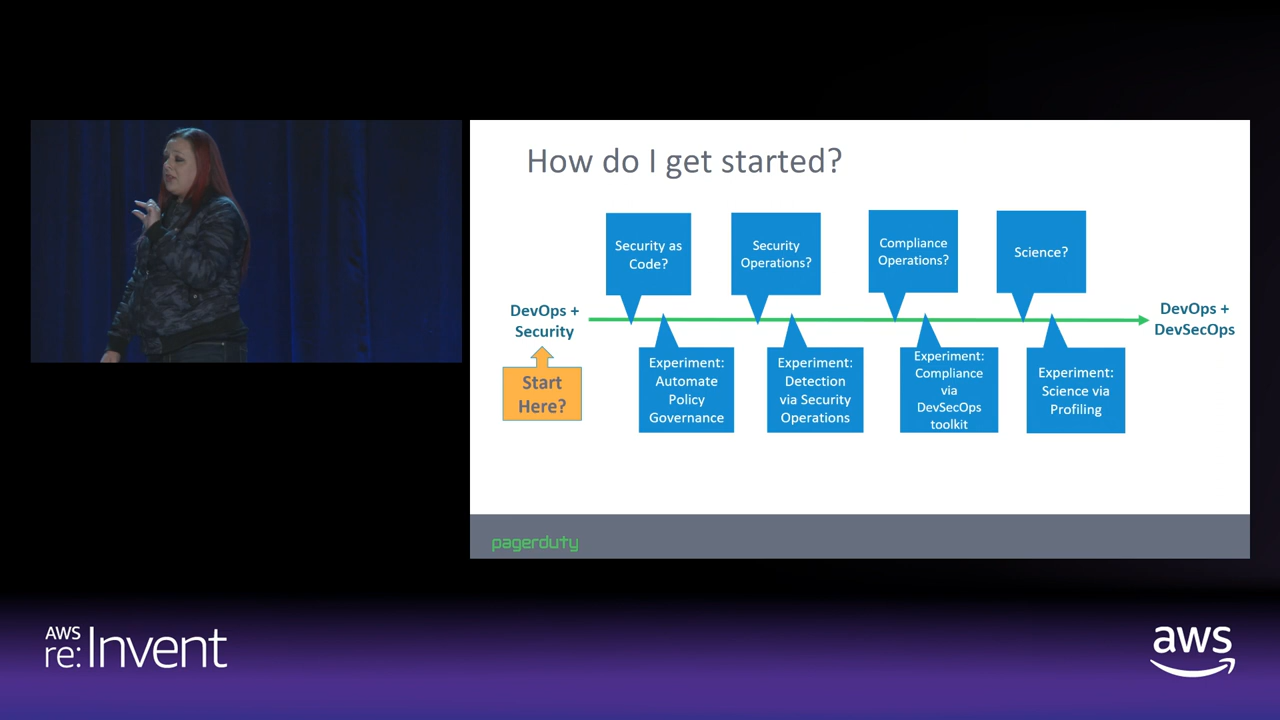 How do I get started?
Security as
Code?
Security
Operations?
Compliance
Operations?
Science?
DevOps +
Security
DevOps +
DevSecOps
Start
Here?
Experiment:
Automate
Policy
Governance
Experiment:
Detection
via Security
Operations
Experiment:
Compliance
via
DevSecOps
toolkit
Experiment:
Science via
Profiling
pagerduty
AWS
re:Invent
aws